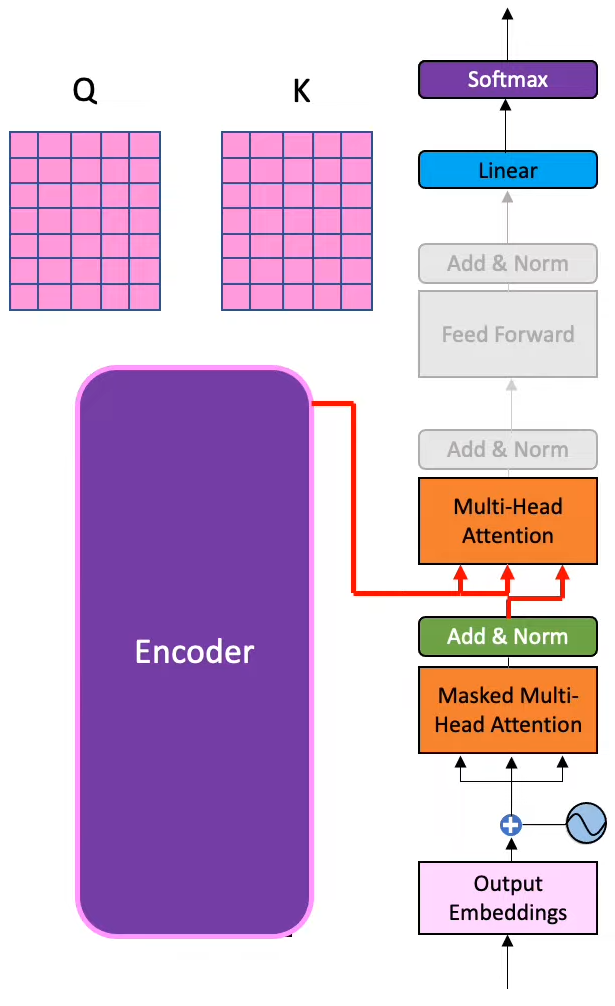 Q
K
Softmax
Linear
Add & Norm
Feed Forward
Add & Norm
Multi-Head
Attention
Add & Norm
Masked Multi-
Head Attention
Output
Embeddings
Encoder